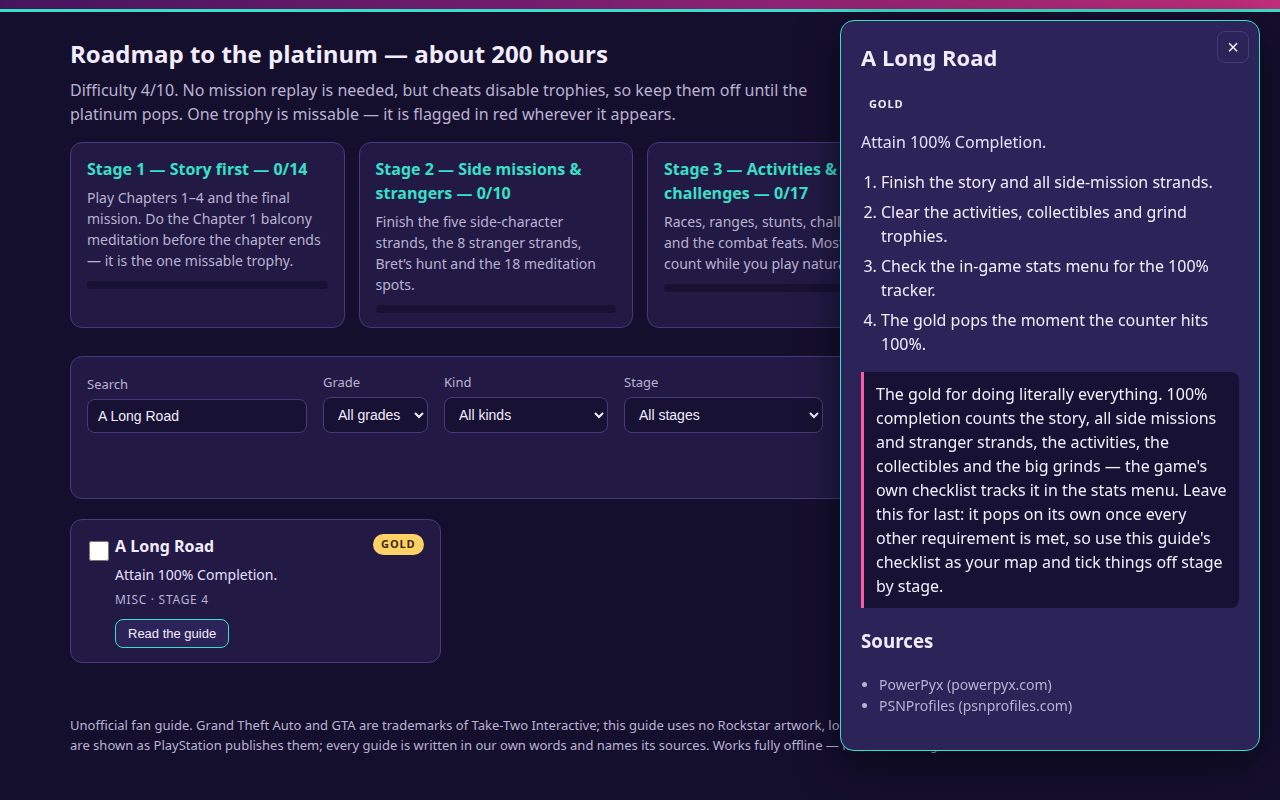 Roadmap to the platinum — about 200 hours
Difficulty 4/10. No mission replay is needed, but cheats disable trophies, so keep them off until the
platinum pops. One trophy is missable — it is flagged in red wherever it appears.
Stage 1 — Story first — 0/14
Play Chapters 1–4 and the final
mission. Do the Chapter 1 balcony
meditation before the chapter ends
— it is the one missable trophy.
Stage 2 — Side missions &
strangers — 0/10
Finish the five side-character
strands, the 8 stranger strands,
Bret's hunt and the 18 meditation
spots.
Stage 3 — Activities &
challenges — 0/17
Races, ranges, stunts,
and the combat feats.
count while you play
Search
Grade
Kind
Stage
A Long Road
All grades
All kinds
All stages
A Long Road
GOLD
Attain 100% Completion.
MISC · STAGE 4
Read the guide
Unofficial fan guide. Grand Theft Auto and GTA are trademarks of Take-Two Interactive; this guide uses no Rockstar artwork,
are shown as PlayStation publishes them; every guide is written in our own words and names its sources. Works fully offline —
A Long Road
×
GOLD
Attain 100% Completion.
1. Finish the story and all side-mission strands.
2. Clear the activities, collectibles and grind
trophies.
3. Check the in-game stats menu for the 100%
tracker.
4. The gold pops the moment the counter hits
100%.
The gold for doing literally everything. 100%
completion counts the story, all side missions
and stranger strands, the activities, the
collectibles and the big grinds — the game's
own checklist tracks it in the stats menu. Leave
this for last: it pops on its own once every
other requirement is met, so use this guide's
checklist as your map and tick things off stage
by stage.
Sources
• PowerPyx (powerpyx.com)
• PSNProfiles (psnprofiles.com)